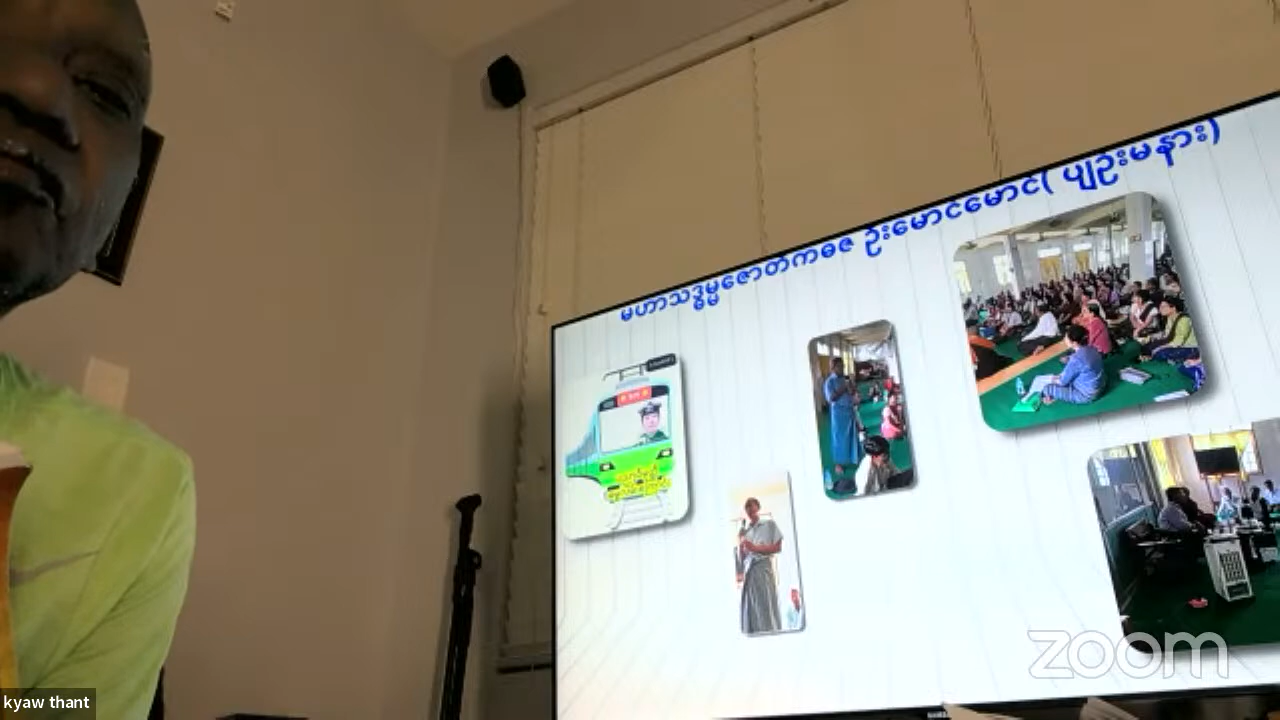 မဟာသဒ္ဓမ္မဇောတိကဓဇ ဦးမောင်မောင်( ပျဉ်းမနား)
zoom
kyaw thant